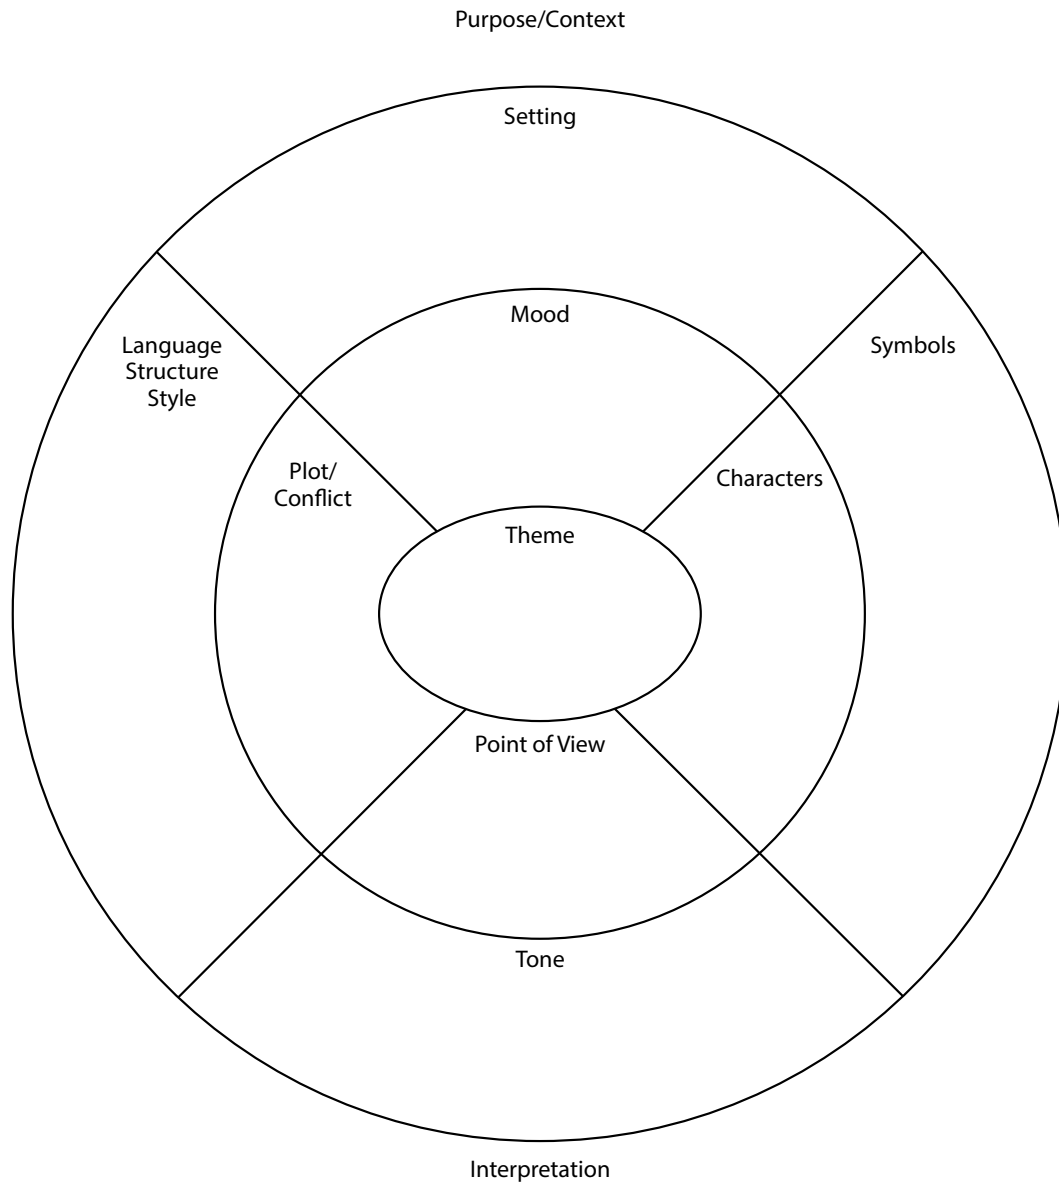 Purpose/Context
Setting
Mood
Language
Structure
Style
Symbols
Plot/
Conflict
Characters
Theme
Point of View
Tone
Interpretation